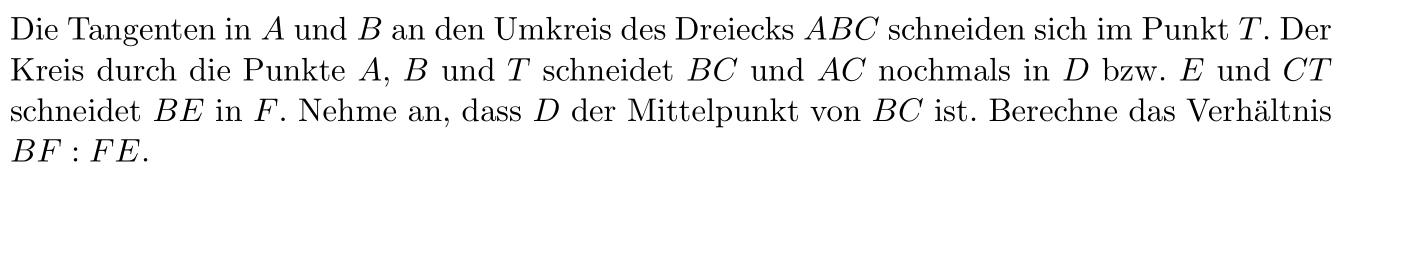 Die Tangenten in A und B an den Umkreis des Dreiecks ABC schneiden sich im Punkt T. Der
Kreis durch die Punkte A, B und T schneidet BC und AC nochmals in D bzw. E und CT
schneidet BE in F. Nehme an, dass D der Mittelpunkt von BC ist. Berechne das Verhältnis
BF : FE.